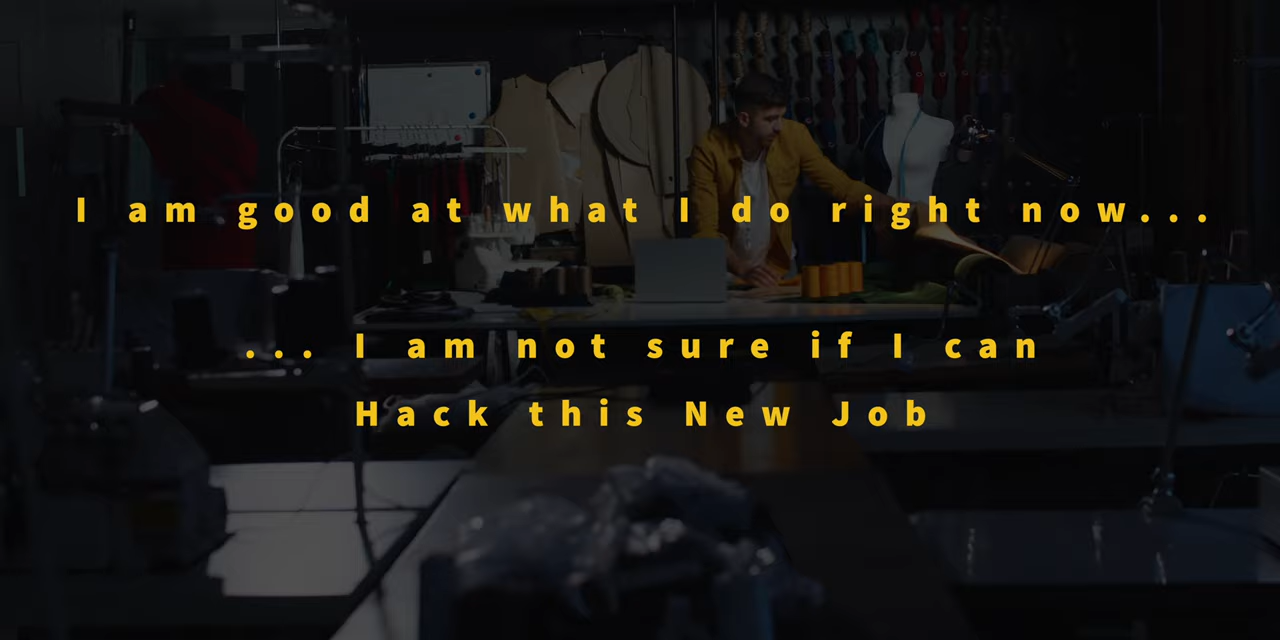 I am good at what I do right now...
... I am not sure if I can
Hack this New Job